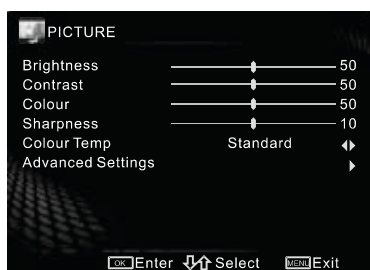 PICTURE
Brightness 50
Contrast 50
Colour 50
Sharpness 10
Colour Temp Standard
Advanced Settings
OK Enter Select MENU Exit